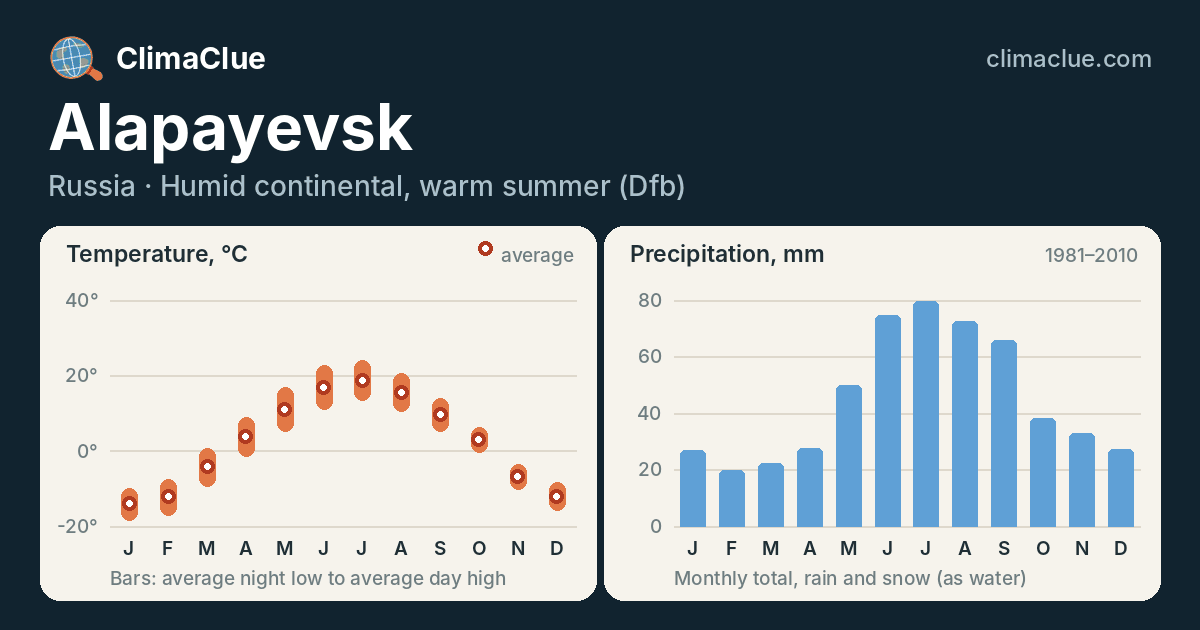 ClimaClue
climaclue.com
Alapayevsk
Russia · Humid continental, warm summer (Dfb)
Temperature, °C
average
40°
20°
0°
-20°
J F M A M J J A S O N D
Bars: average night low to average day high
Precipitation, mm
1981–2010
80
60
40
20
0
J F M A M J J A S O N D
Monthly total, rain and snow (as water)